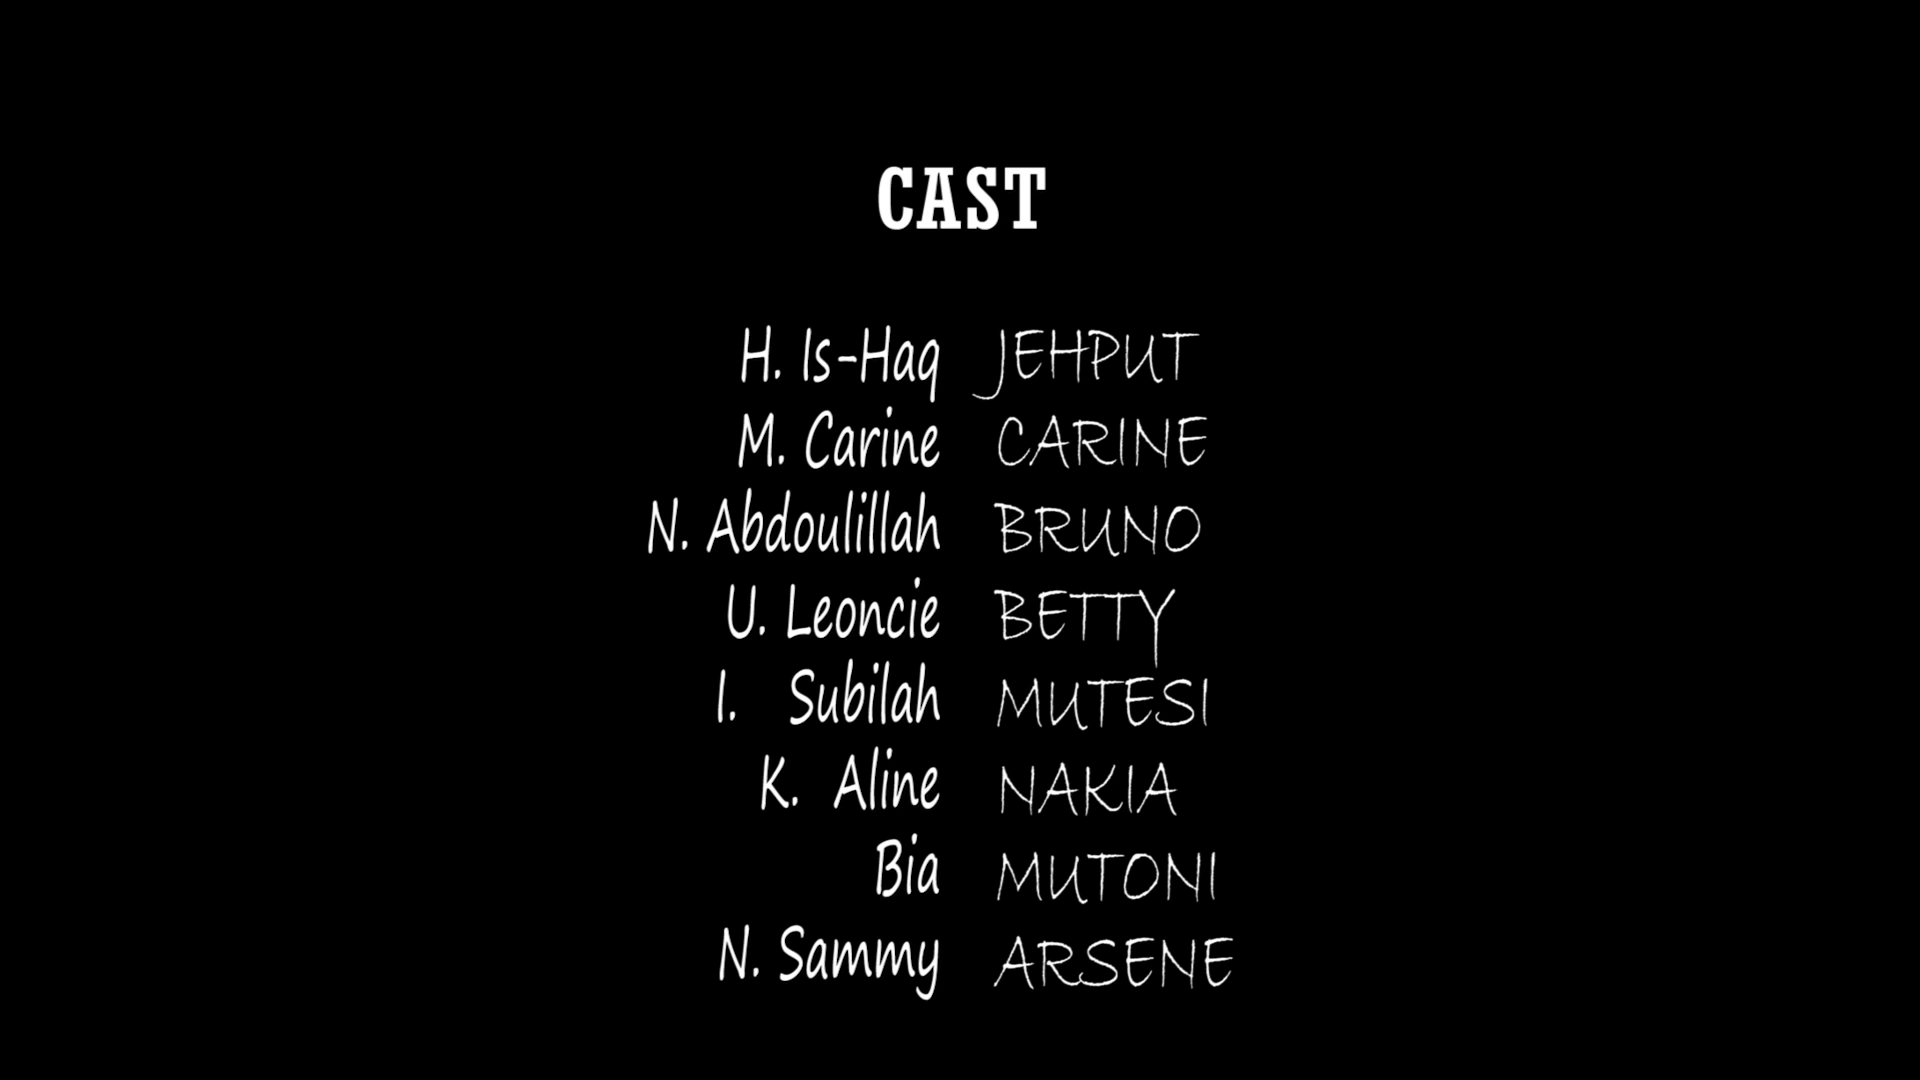 CAST
H. Is-Haq JEHPUT
M. Carine CARINE
N. Abdoulillah BRUNO
U. Leoncie BETTY
I. Subilah MUTESI
K. Aline NAKIA
Bia MUTONI
N. Sammy ARSENE